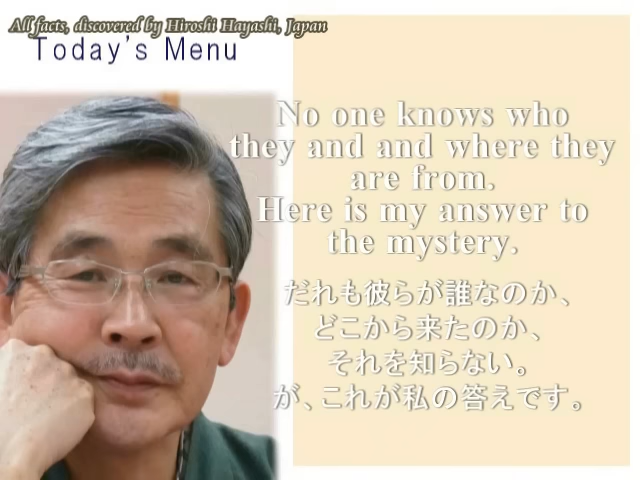 All facts, discovered by Hiroshi Hayashi, Japan
Today's Menu
No one knows who
they and and where they
are from.
Here is my answer to
the mystery.
だれも彼らが誰なのか、
どこから来たのか、
それを知らない。
が、これが私の答えです。